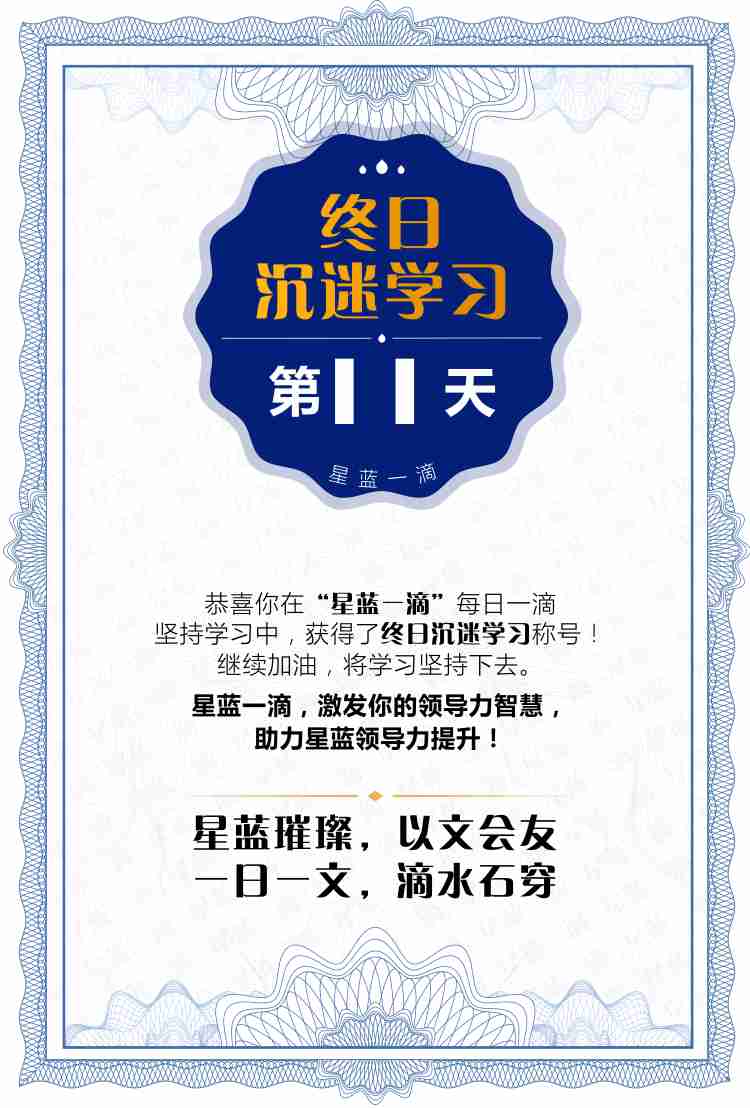 终日
沉迷学习
第11天
星蓝一滴
恭喜你在“星蓝一滴”每日一滴
坚持学习中，获得了终日沉迷学习称号！
继续加油，将学习坚持下去。
星蓝一滴，激发你的领导力智慧，
助力星蓝领导力提升！
星蓝璀璨，以文会友
一日一文，滴水石穿